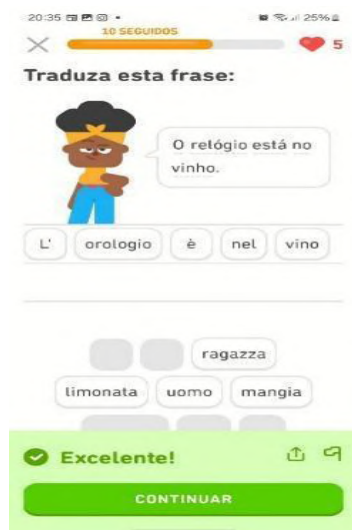 20:35 25%
10 SEGUIDOS
5
Traduza esta frase:
O relógio está no
vinho.
L' orologio è nel vino
ragazza
limonata uomo mangia
Excelente!
CONTINUAR